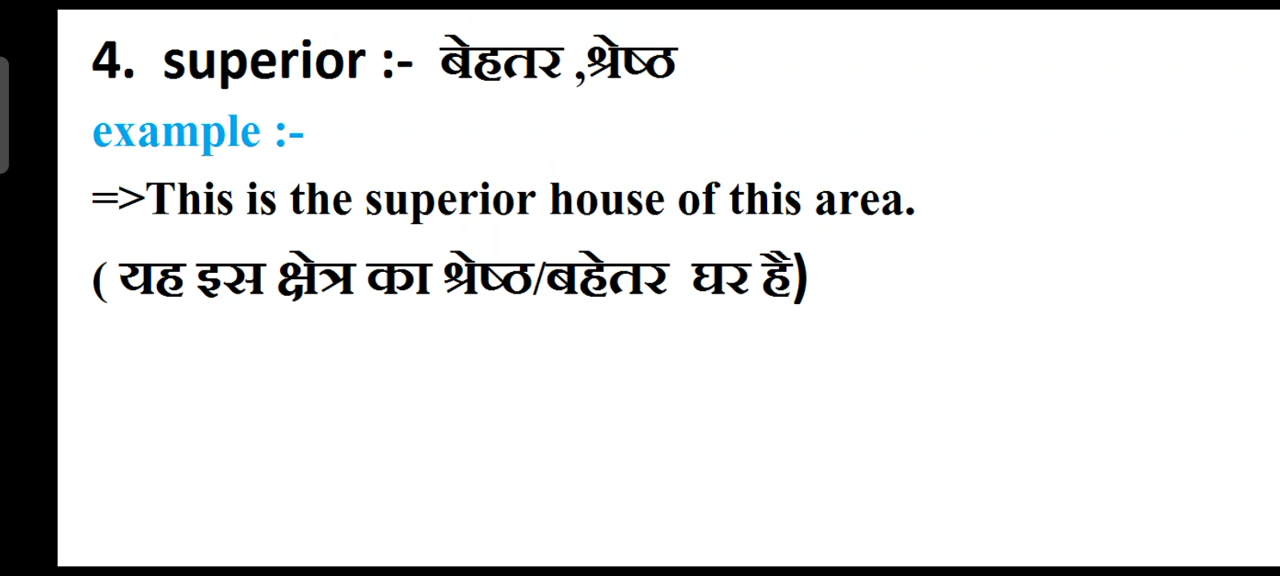 4. superior :- बेहतर ,श्रेष्ठ
example :-
=>This is the superior house of this area.
( यह इस क्षेत्र का श्रेष्ठ/बहेतर घर है)